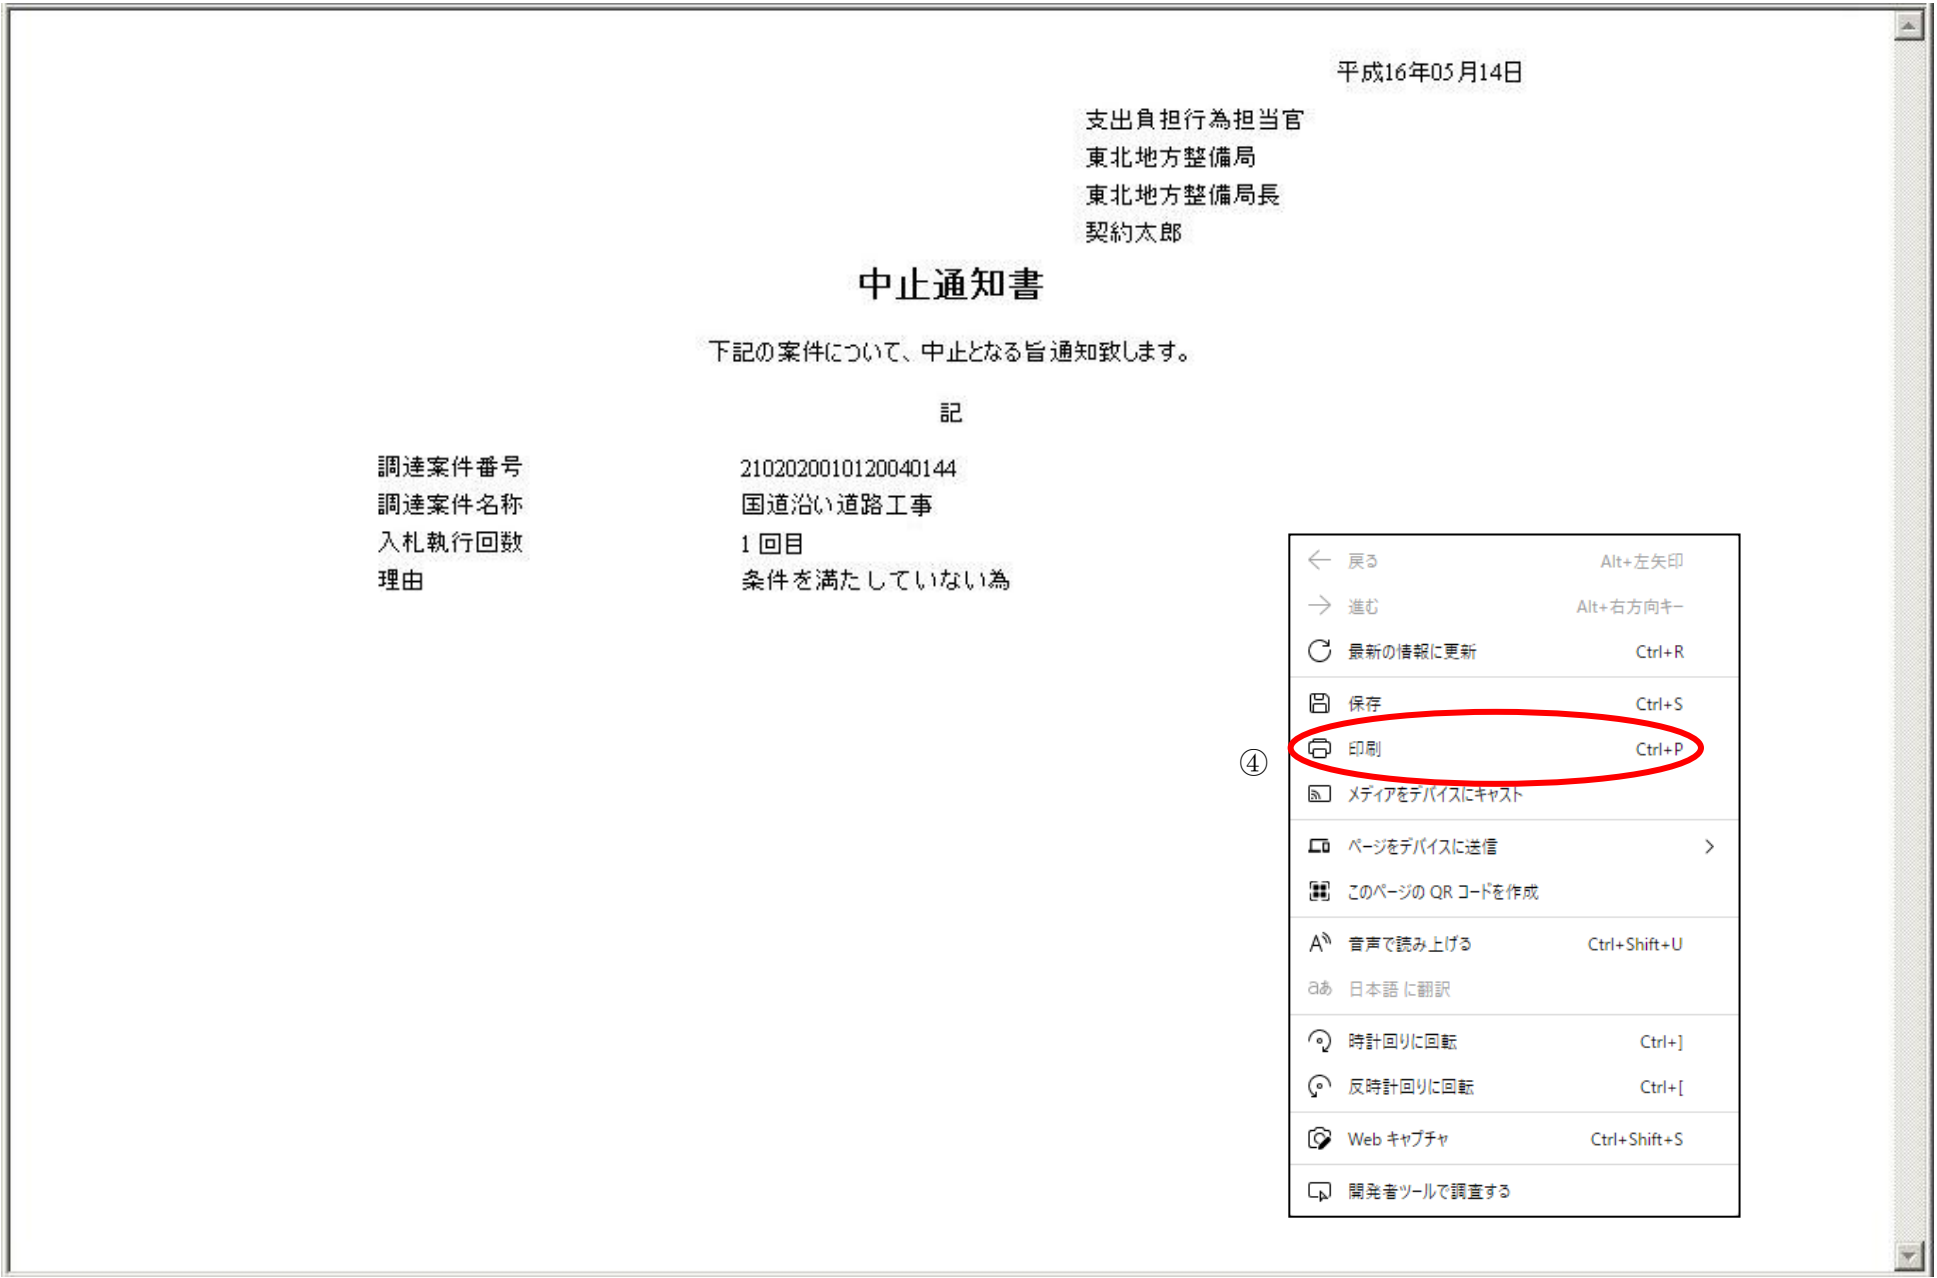 平成16年05月14日
支出負担行為担当官
東北地方整備局
東北地方整備局長
契約太郎
中止通知書
下記の案件について、中止となる旨通知致します。
記
調達案件番号 2102020010120040144
調達案件名称 国道沿い道路工事
入札執行回数 1 回目
理由 条件を満たしていない為
戻る Alt+左矢印
進む Alt+右方向キー
最新の情報に更新 Ctrl+R
保存 Ctrl+S
④ 印刷 Ctrl+P
メディアをデバイスにキャスト
ページをデバイスに送信
このページの QR コードを作成
音声で読み上げる Ctrl+Shift+U
aあ 日本語 に翻訳
時計回りに回転 Ctrl+]
反時計回りに回転 Ctrl+[
Web キャプチャ Ctrl+Shift+S
開発者ツールで調査する